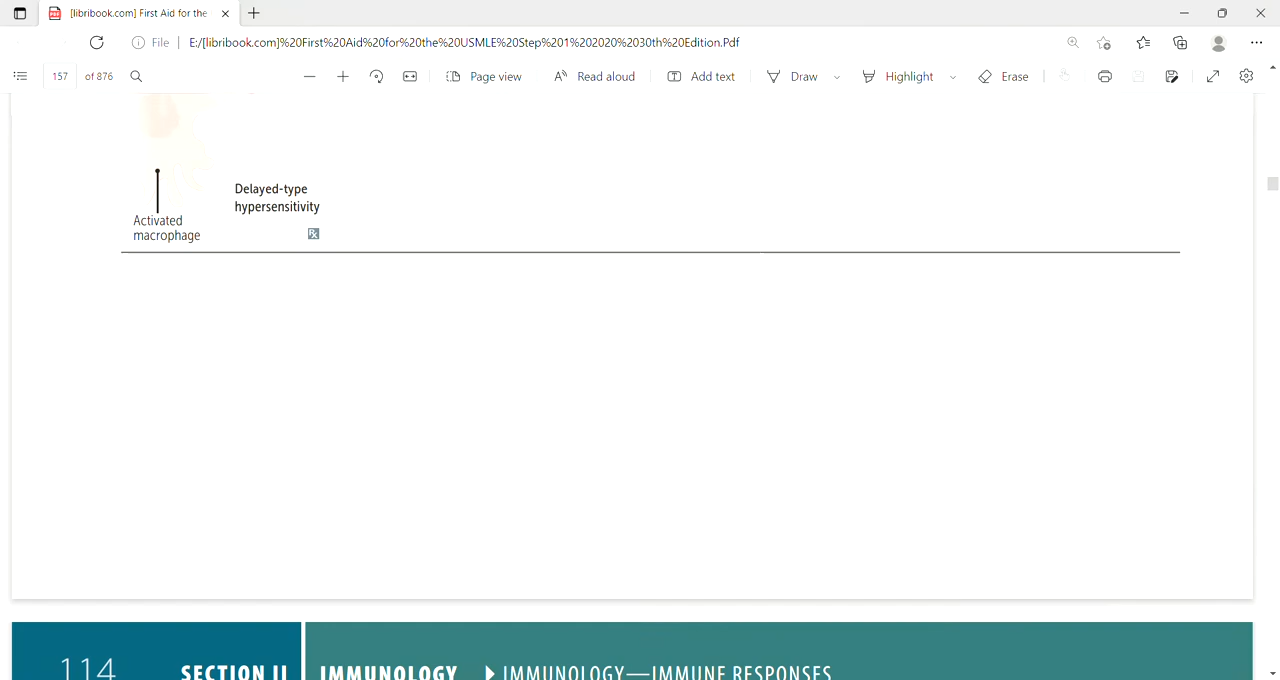 [libribook.com] First Aid for the
File E:/[libribook.com]%20First%20Aid%20for%20the%20USMLE%20Step%201%202020%2030th%20Edition.Pdf
157 of 876 Page view Read aloud Add text Draw Highlight Erase
Delayed-type
hypersensitivity
Activated
macrophage
Rx
114 SECTION II IMMUNOLOGY ▶ IMMUNOLOGY—IMMUNE RESPONSES